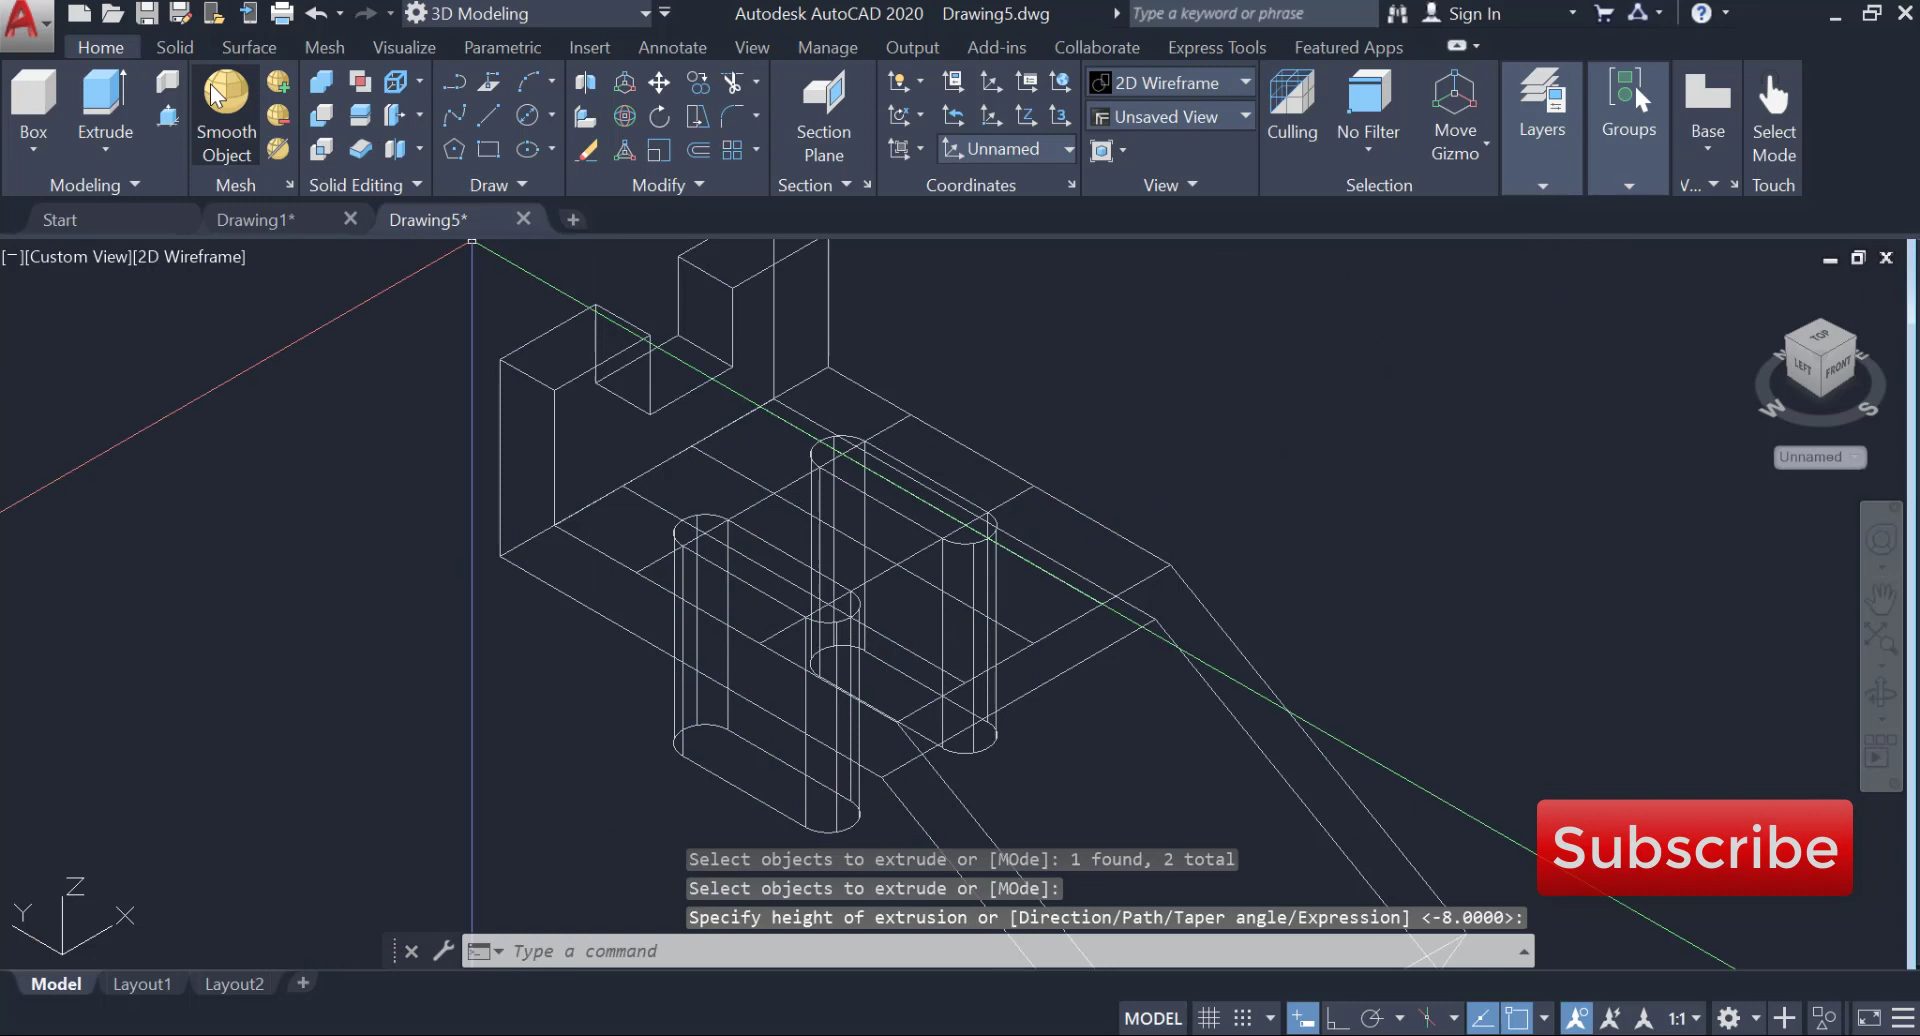 3D Modeling
Autodesk AutoCAD 2020 Drawing5.dwg
Type a keyword or phrase
Sign In
Home Solid Surface Mesh Visualize Parametric Insert Annotate View Manage Output Add-ins Collaborate Express Tools Featured Apps
Box
Extrude
Smooth
Object
Section
Plane
Unnamed
2D Wireframe
Unsaved View
Culling
No Filter
Move
Gizmo
Layers
Groups
Base
Select
Mode
Modeling
Mesh
Solid Editing
Draw
Modify
Section
Coordinates
View
Selection
V...
Touch
Start
Drawing1*
Drawing5*
[−][Custom View][2D Wireframe]
TOP
LEFT
FRONT
W
S
Unnamed
Subscribe
Select objects to extrude or [MOde]: 1 found, 2 total
Select objects to extrude or [MOde]:
Specify height of extrusion or [Direction/Path/Taper angle/Expression] <-8.0000>:
Z
Y
X
Type a command
Model Layout1 Layout2
MODEL
1:1